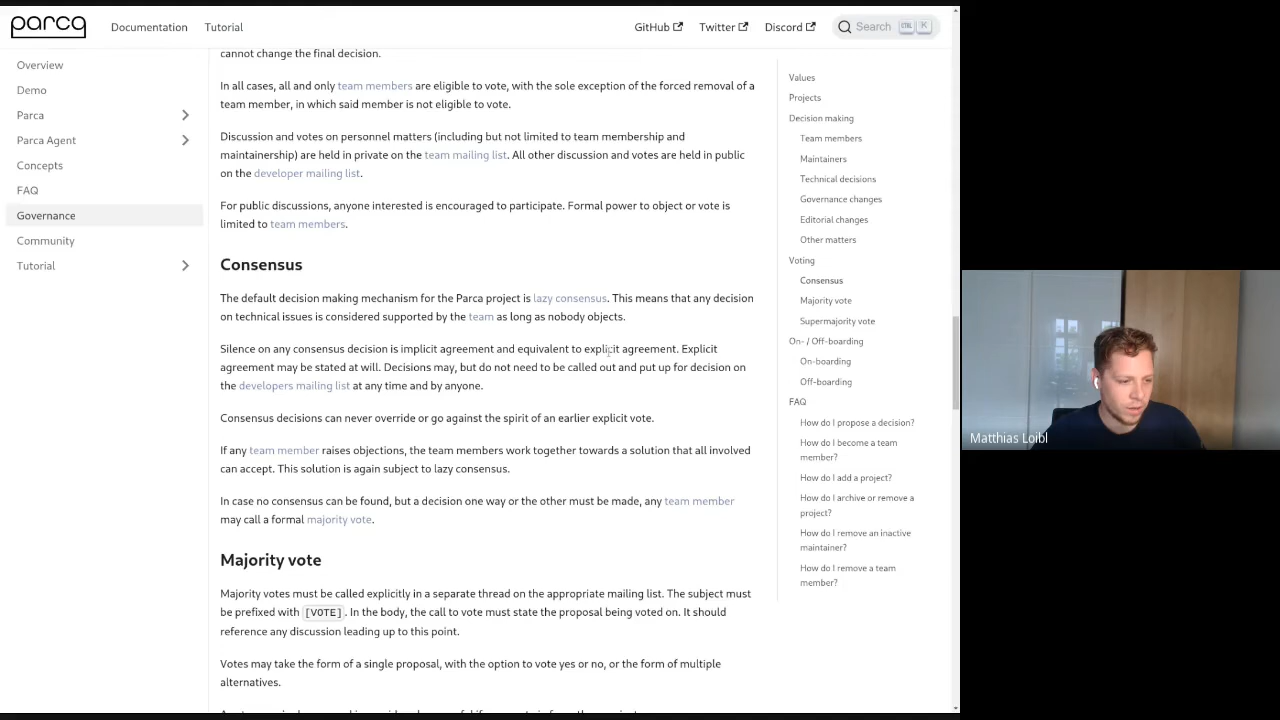 parca
Documentation
Tutorial
GitHub
Twitter
Discord
Search
CTRL
K
Overview
Demo
Parca
Parca Agent
Concepts
FAQ
Governance
Community
Tutorial
cannot change the final decision.
In all cases, all and only team members are eligible to vote, with the sole exception of the forced removal of a
team member, in which said member is not eligible to vote.
Discussion and votes on personnel matters (including but not limited to team membership and
maintainership) are held in private on the team mailing list. All other discussion and votes are held in public
on the developer mailing list.
For public discussions, anyone interested is encouraged to participate. Formal power to object or vote is
limited to team members.
Consensus
The default decision making mechanism for the Parca project is lazy consensus. This means that any decision
on technical issues is considered supported by the team as long as nobody objects.
Silence on any consensus decision is implicit agreement and equivalent to explicit agreement. Explicit
agreement may be stated at will. Decisions may, but do not need to be called out and put up for decision on
the developers mailing list at any time and by anyone.
Consensus decisions can never override or go against the spirit of an earlier explicit vote.
If any team member raises objections, the team members work together towards a solution that all involved
can accept. This solution is again subject to lazy consensus.
In case no consensus can be found, but a decision one way or the other must be made, any team member
may call a formal majority vote.
Majority vote
Majority votes must be called explicitly in a separate thread on the appropriate mailing list. The subject must
be prefixed with [VOTE]. In the body, the call to vote must state the proposal being voted on. It should
reference any discussion leading up to this point.
Votes may take the form of a single proposal, with the option to vote yes or no, or the form of multiple
alternatives.
Values
Projects
Decision making
Team members
Maintainers
Technical decisions
Governance changes
Editorial changes
Other matters
Voting
Consensus
Majority vote
Supermajority vote
On- / Off-boarding
On-boarding
Off-boarding
FAQ
How do I propose a decision?
How do I become a team
member?
How do I add a project?
How do I archive or remove a
project?
How do I remove an inactive
maintainer?
How do I remove a team
member?
Matthias Loibl